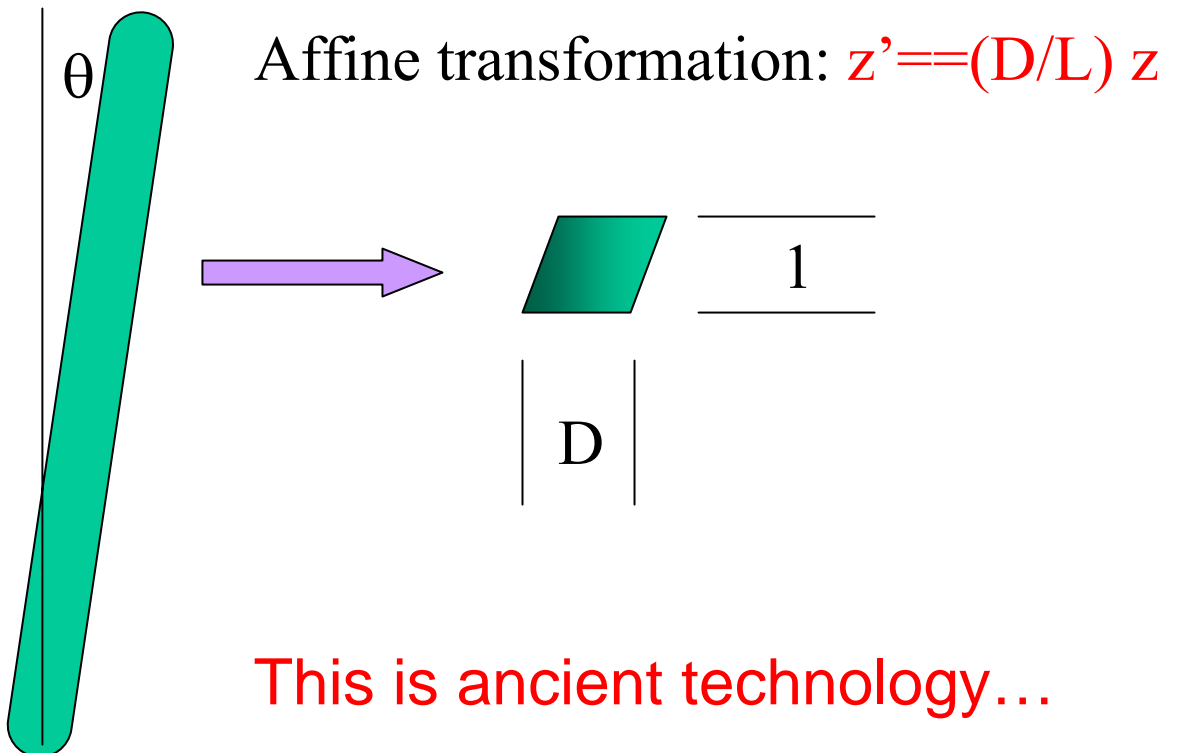 θ
Affine transformation: z’==(D/L) z
1
D
This is ancient technology…